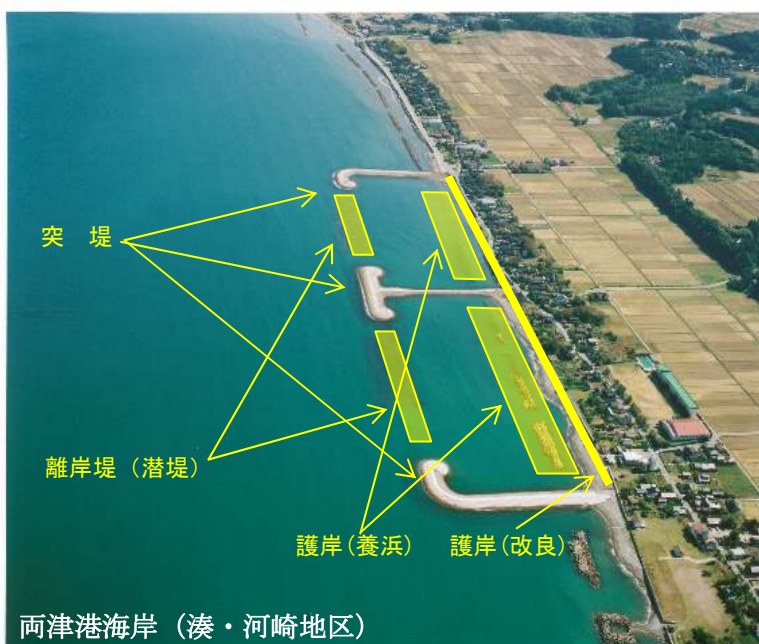 突　堤
離岸堤（潜堤）
護岸(養浜)
護岸(改良)
両津港海岸（湊・河崎地区）